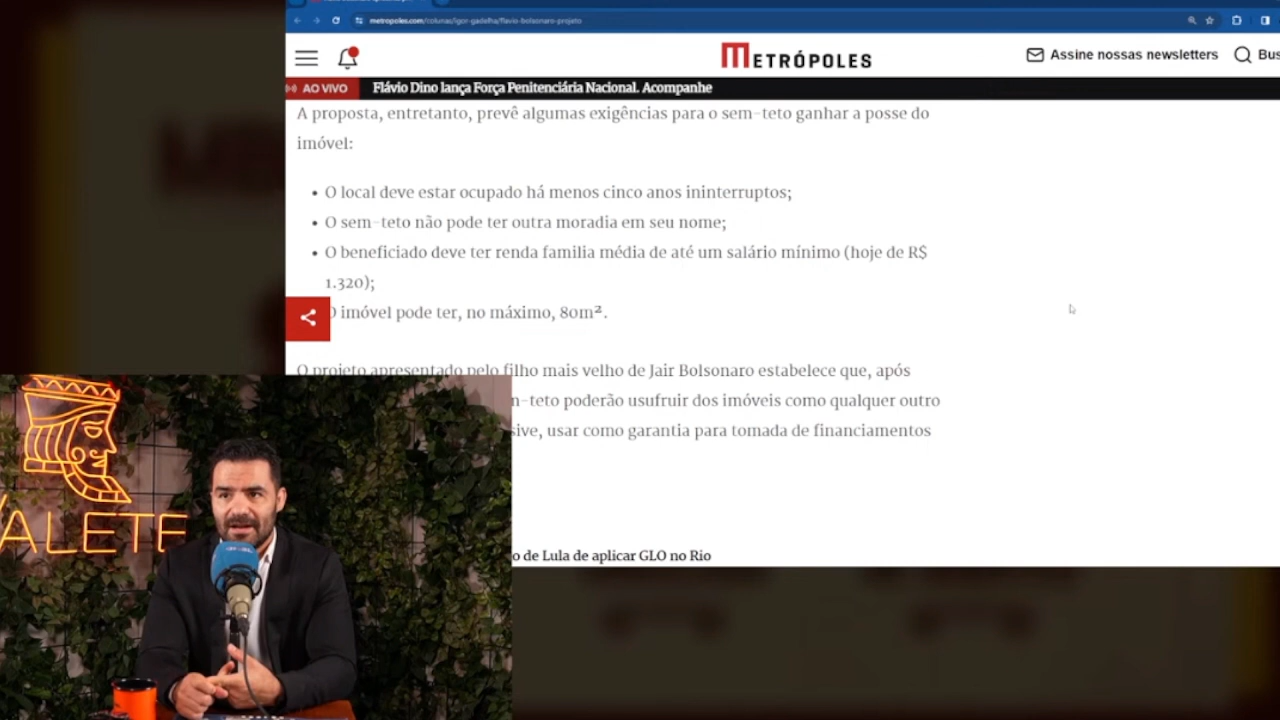 metropoles.com/colunas/igor-gadelha/flavio-bolsonaro-projeto
METRÓPOLES
Assine nossas newsletters
Bus
AO VIVO
Flávio Dino lança Força Penitenciária Nacional. Acompanhe
A proposta, entretanto, prevê algumas exigências para o sem-teto ganhar a posse do
imóvel:
• O local deve estar ocupado há menos cinco anos ininterruptos;
• O sem-teto não pode ter outra moradia em seu nome;
• O beneficiado deve ter renda familia média de até um salário mínimo (hoje de R$
1.320);
O imóvel pode ter, no máximo, 80m².
O projeto apresentado pelo filho mais velho de Jair Bolsonaro estabelece que, após
n-teto poderão usufruir dos imóveis como qualquer outro
sive, usar como garantia para tomada de financiamentos
o de Lula de aplicar GLO no Rio
VALETE